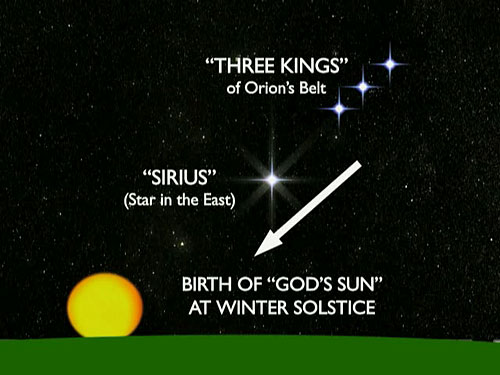 “THREE KINGS”
of Orion’s Belt
“SIRIUS”
(Star in the East)
BIRTH OF “GOD’S SUN”
AT WINTER SOLSTICE